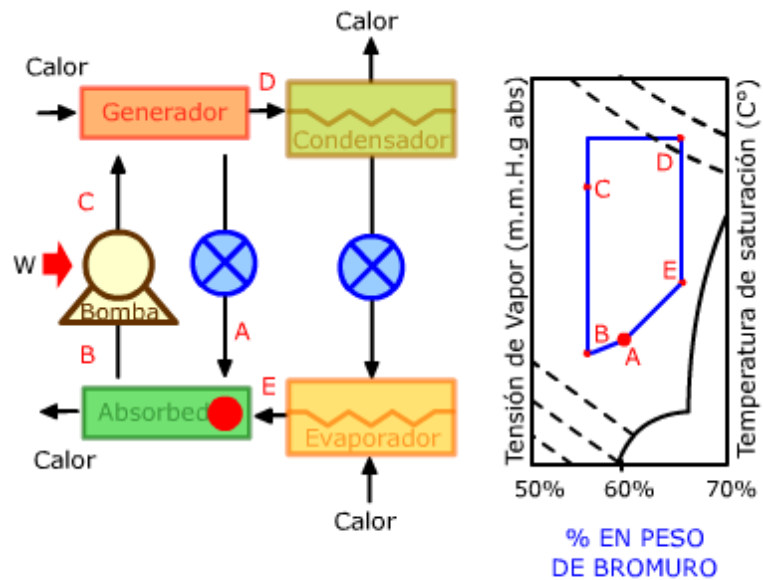 Calor
Calor
D
Generador
Condensador
C
W
Bomba
A
B
E
Absorbed
Evaporador
Calor
Calor
Tensión de Vapor (m.m.H.g abs)
Temperatura de saturación (C°)
D
C
E
B
A
50%
60%
70%
% EN PESO
DE BROMURO